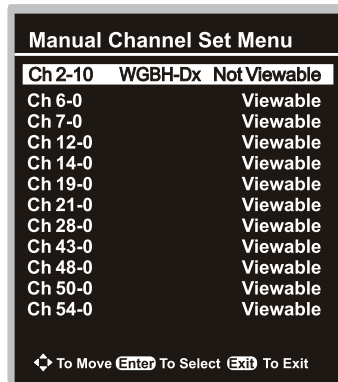 Manual Channel Set Menu
Ch 2-10 WGBH-Dx Not Viewable
Ch 6-0 Viewable
Ch 7-0 Viewable
Ch 12-0 Viewable
Ch 14-0 Viewable
Ch 19-0 Viewable
Ch 21-0 Viewable
Ch 28-0 Viewable
Ch 43-0 Viewable
Ch 48-0 Viewable
Ch 50-0 Viewable
Ch 54-0 Viewable
To Move Enter To Select Exit To Exit